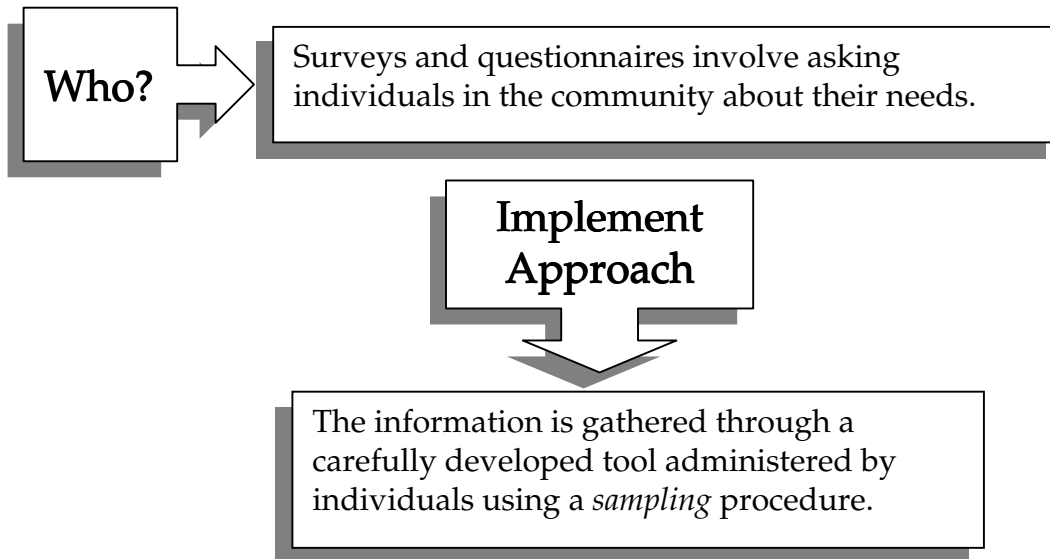 Who?
Surveys and questionnaires involve asking
individuals in the community about their needs.
Implement
Approach
The information is gathered through a
carefully developed tool administered by
individuals using a sampling procedure.